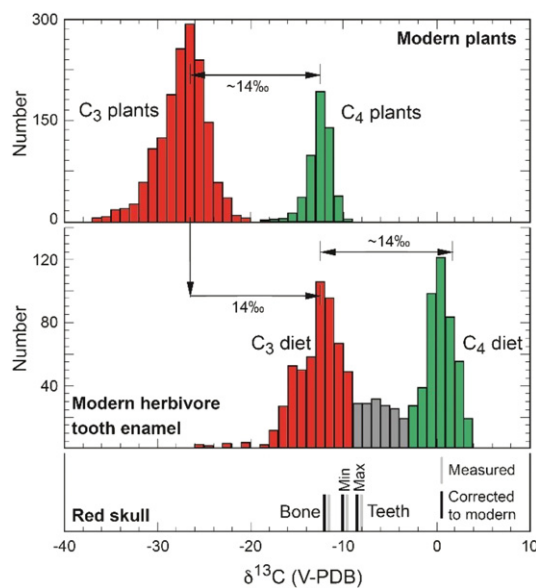 300
Modern plants
~14‰
C3 plants
C4 plants
Number
150
0
~14‰
120
14‰
80
Number
C3 diet
C4 diet
40
Modern herbivore
tooth enamel
Min
Max
Measured
Bone
Teeth
Corrected
to modern
Red skull
-40
-30
-20
-10
0
10
δ13C (V-PDB)